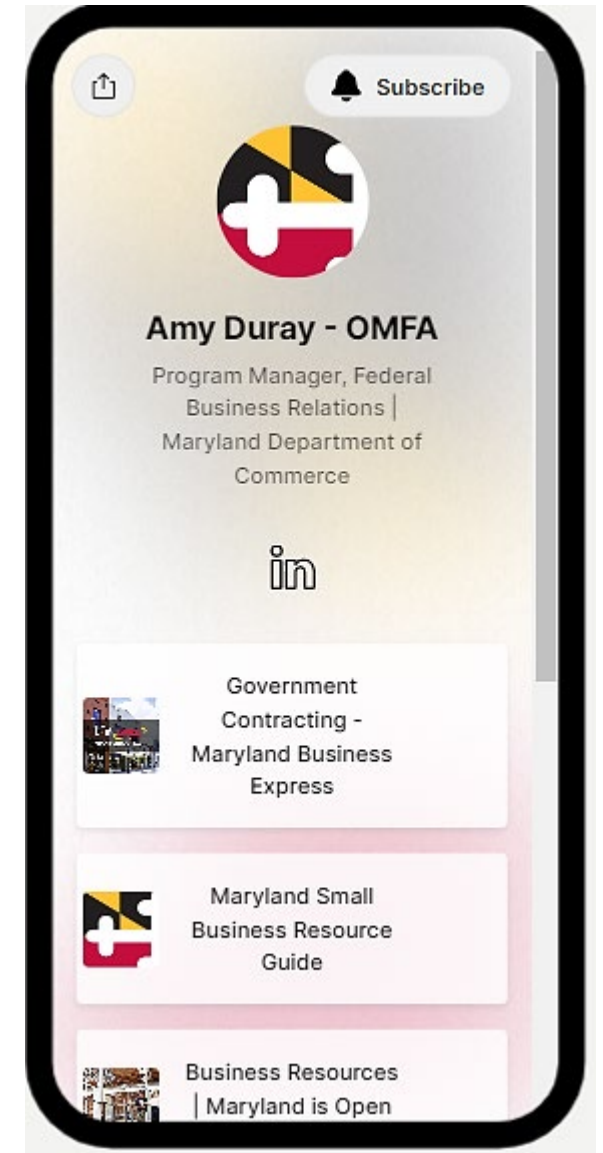 Subscribe
Amy Duray - OMFA
Program Manager, Federal
Business Relations |
Maryland Department of
Commerce
in
Government
Contracting -
Maryland Business
Express
Maryland Small
Business Resource
Guide
Business Resources
| Maryland is Open